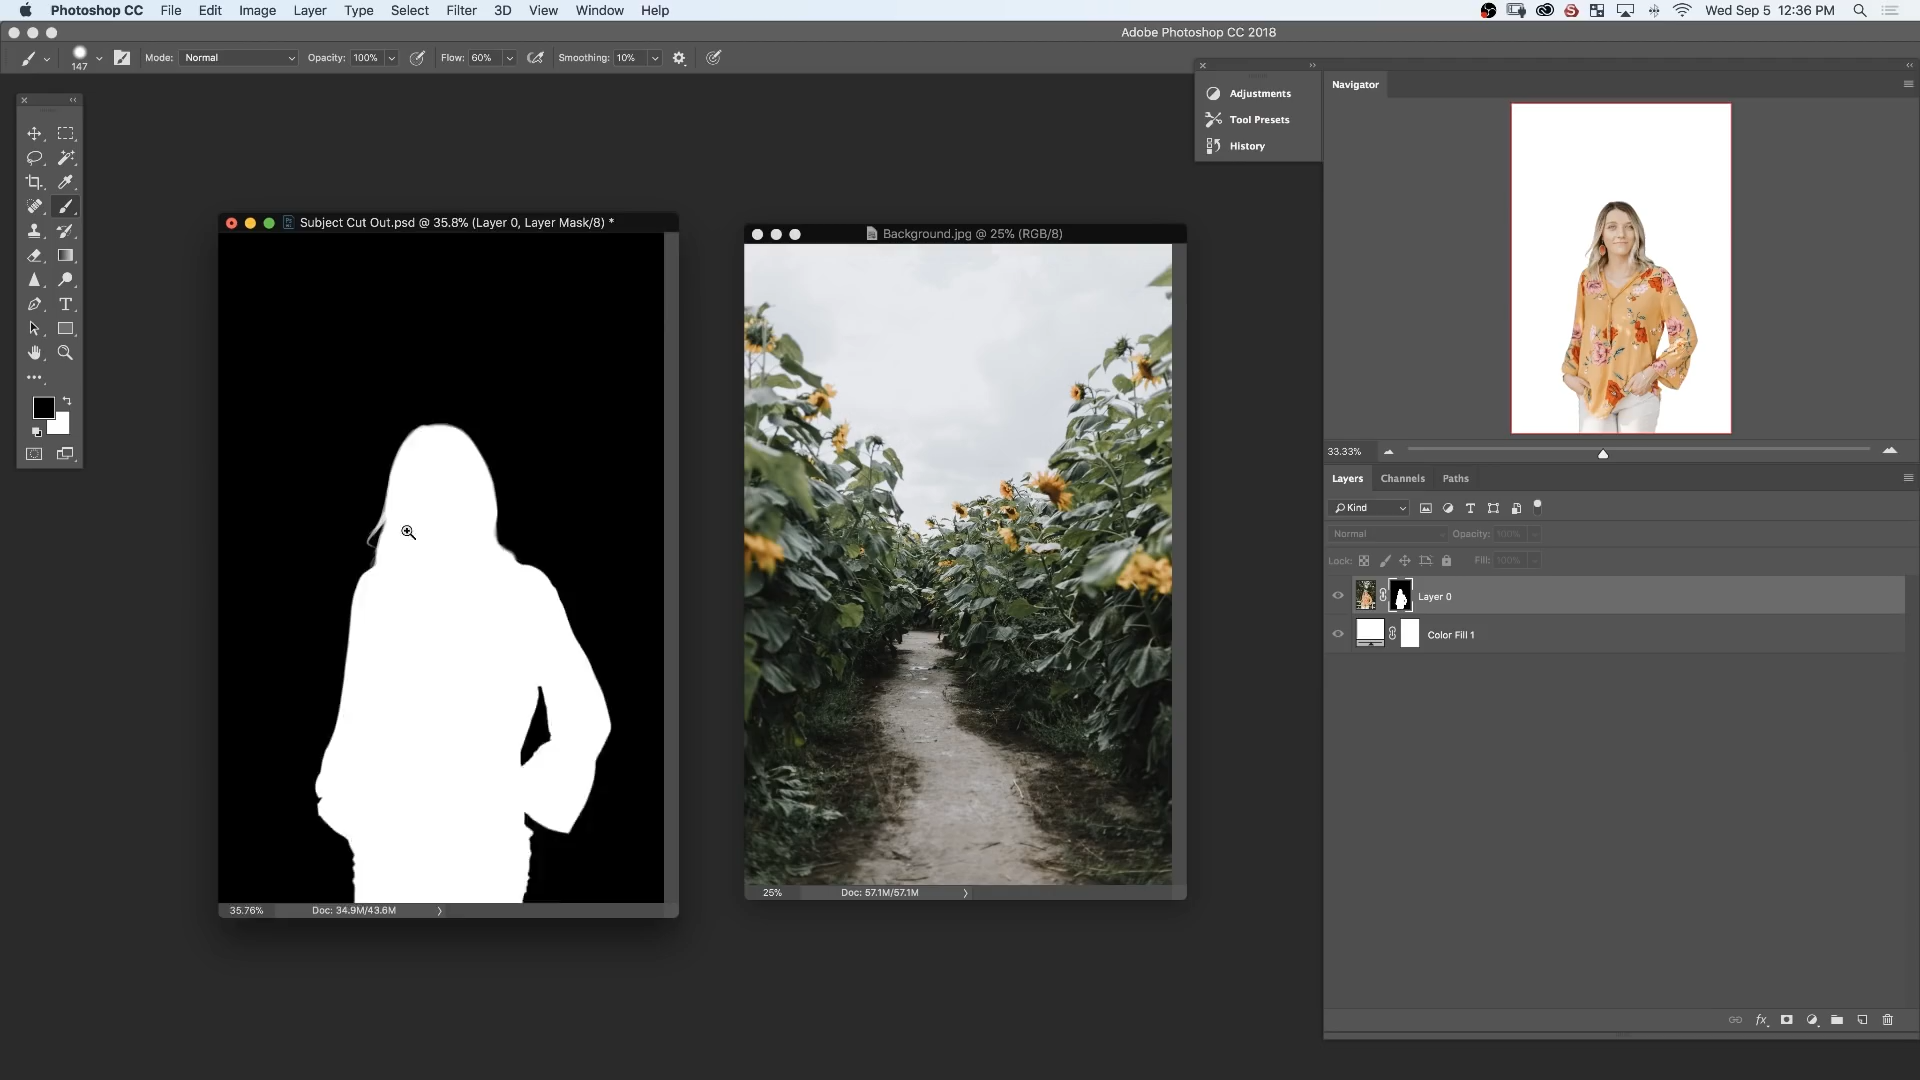 Photoshop CC File Edit Image Layer Type Select Filter 3D View Window Help Wed Sep 5 12:36 PM
Adobe Photoshop CC 2018
147 Mode: Normal Opacity: 100% Flow: 60% Smoothing: 10%
Adjustments
Tool Presets
History
Navigator
Subject Cut Out.psd @ 35.8% (Layer 0, Layer Mask/8) *
Background.jpg @ 25% (RGB/8)
33.33%
Layers Channels Paths
Kind
Normal Opacity: 100%
Lock: Fill: 100%
Layer 0
Color Fill 1
25% Doc: 57.1M/57.1M
35.76% Doc: 34.9M/43.6M
fx